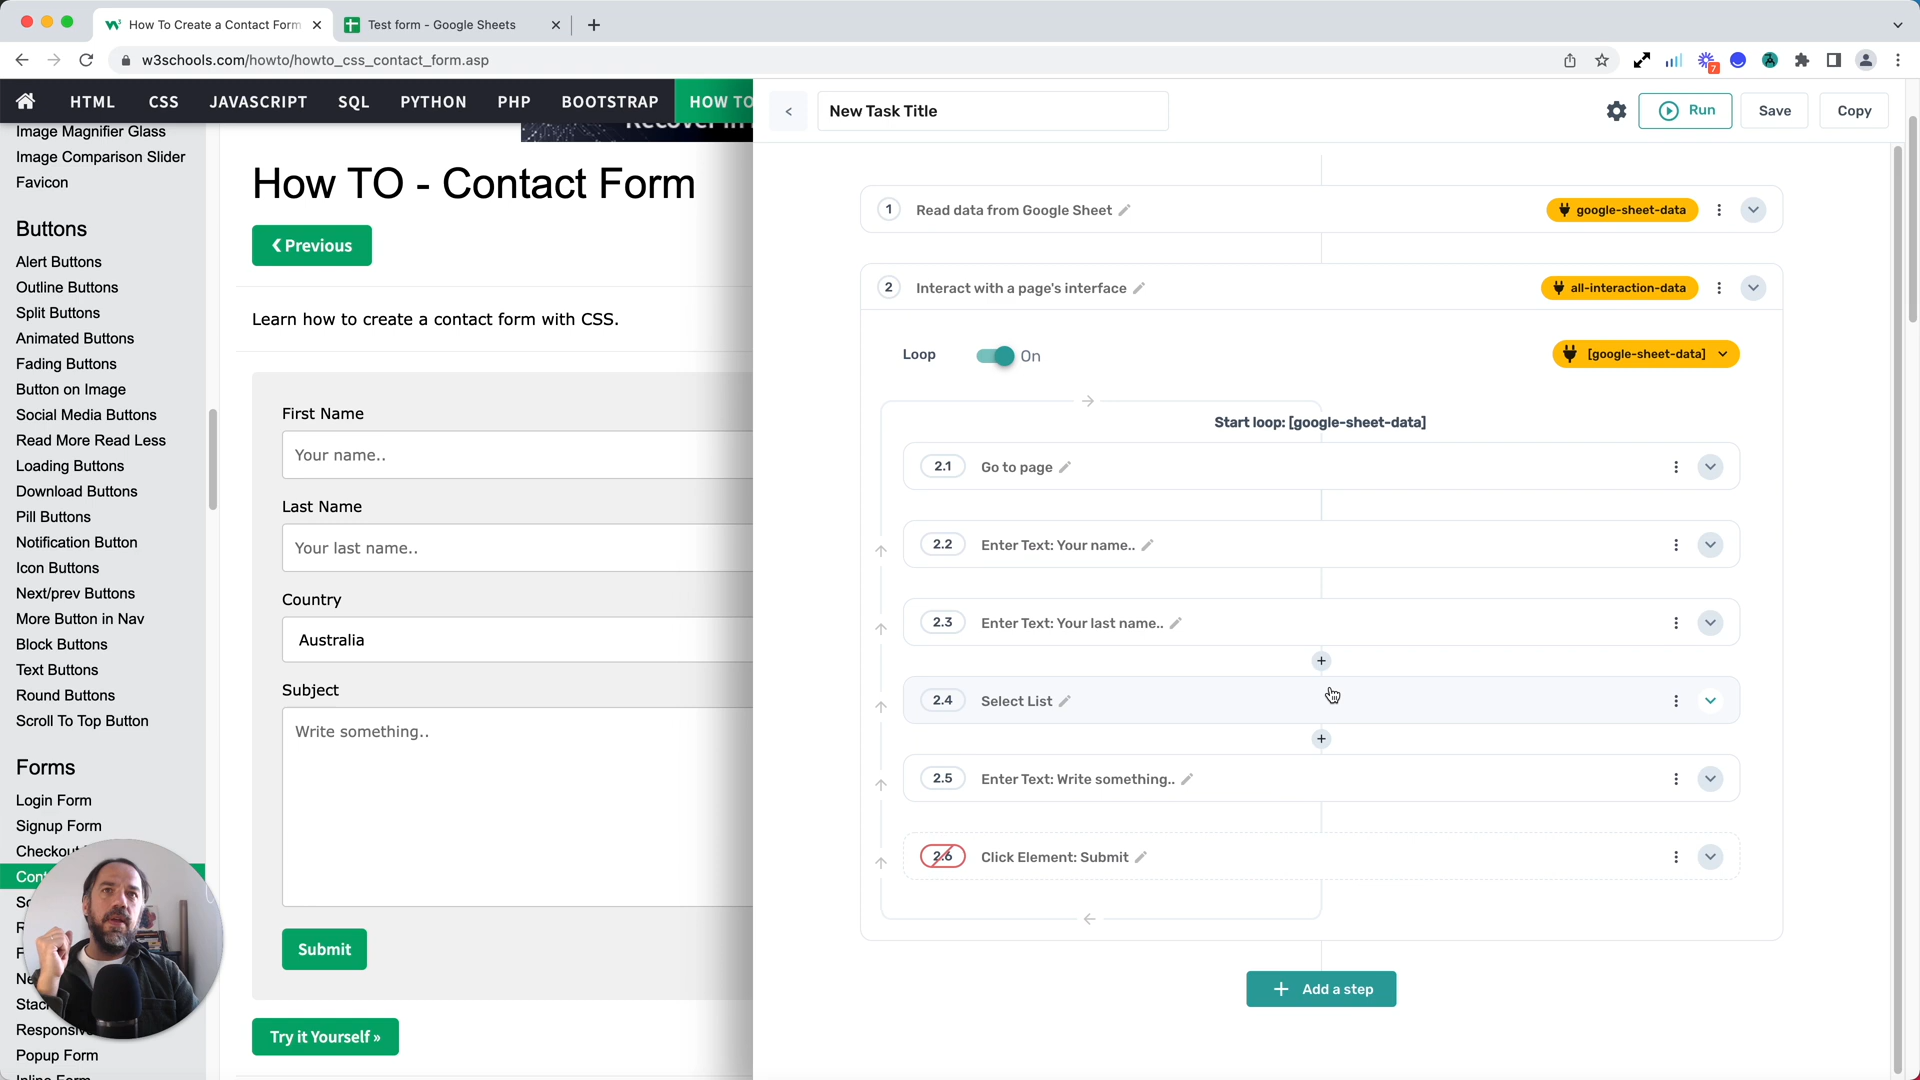 How To Create a Contact Form
Test form - Google Sheets
w3schools.com/howto/howto_css_contact_form.asp
7
HTML
CSS
JAVASCRIPT
SQL
PYTHON
PHP
BOOTSTRAP
HOW TO
Image Magnifier Glass
Image Comparison Slider
Favicon
Buttons
Alert Buttons
Outline Buttons
Split Buttons
Animated Buttons
Fading Buttons
Button on Image
Social Media Buttons
Read More Read Less
Loading Buttons
Download Buttons
Pill Buttons
Notification Button
Icon Buttons
Next/prev Buttons
More Button in Nav
Block Buttons
Text Buttons
Round Buttons
Scroll To Top Button
Forms
Login Form
Signup Form
Popup Form
How TO - Contact Form
❮ Previous
Learn how to create a contact form with CSS.
First Name
Your name..
Last Name
Your last name..
Country
Australia
Subject
Write something..
Submit
Try it Yourself »
<
New Task Title
Run
Save
Copy
1 Read data from Google Sheet
google-sheet-data
2 Interact with a page's interface
all-interaction-data
Loop On
[google-sheet-data]
Start loop: [google-sheet-data]
2.1 Go to page
2.2 Enter Text: Your name..
2.3 Enter Text: Your last name..
+
2.4 Select List
+
2.5 Enter Text: Write something..
2.6 Click Element: Submit
+ Add a step